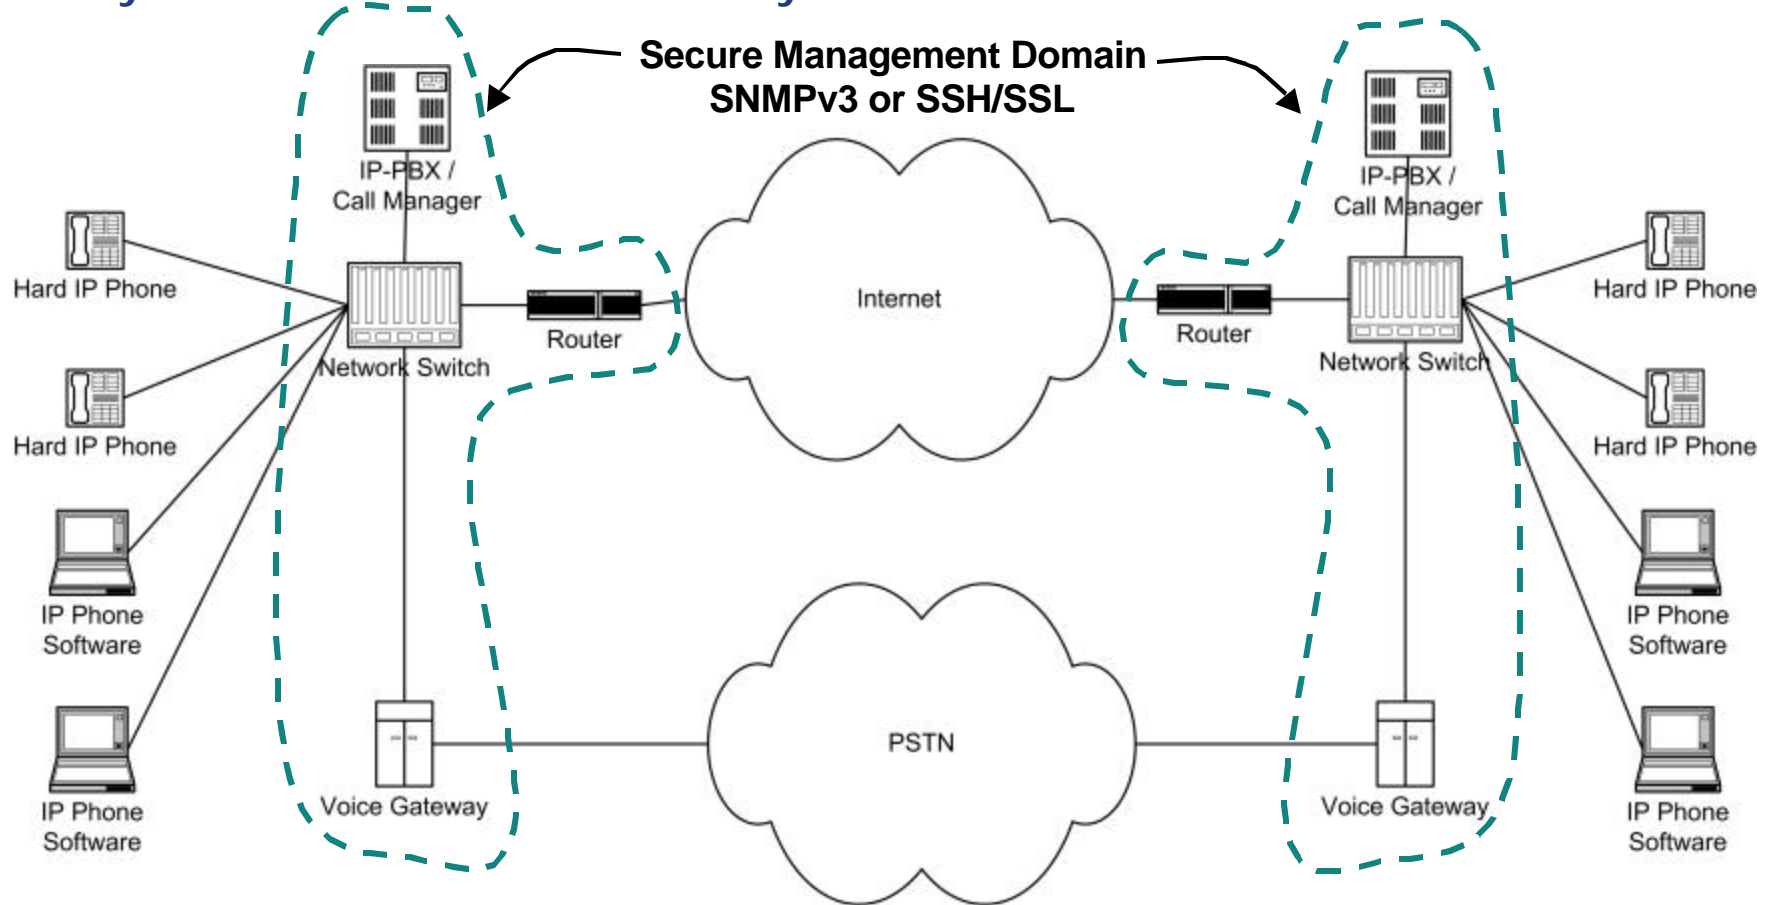 Secure Management Domain
SNMPv3 or SSH/SSL
IP-PBX /
Call Manager
IP-PBX /
Call Manager
Hard IP Phone
Hard IP Phone
Internet
Router
Router
Network Switch
Network Switch
Hard IP Phone
Hard IP Phone
IP Phone
Software
IP Phone
Software
PSTN
Voice Gateway
Voice Gateway
IP Phone
Software
IP Phone
Software